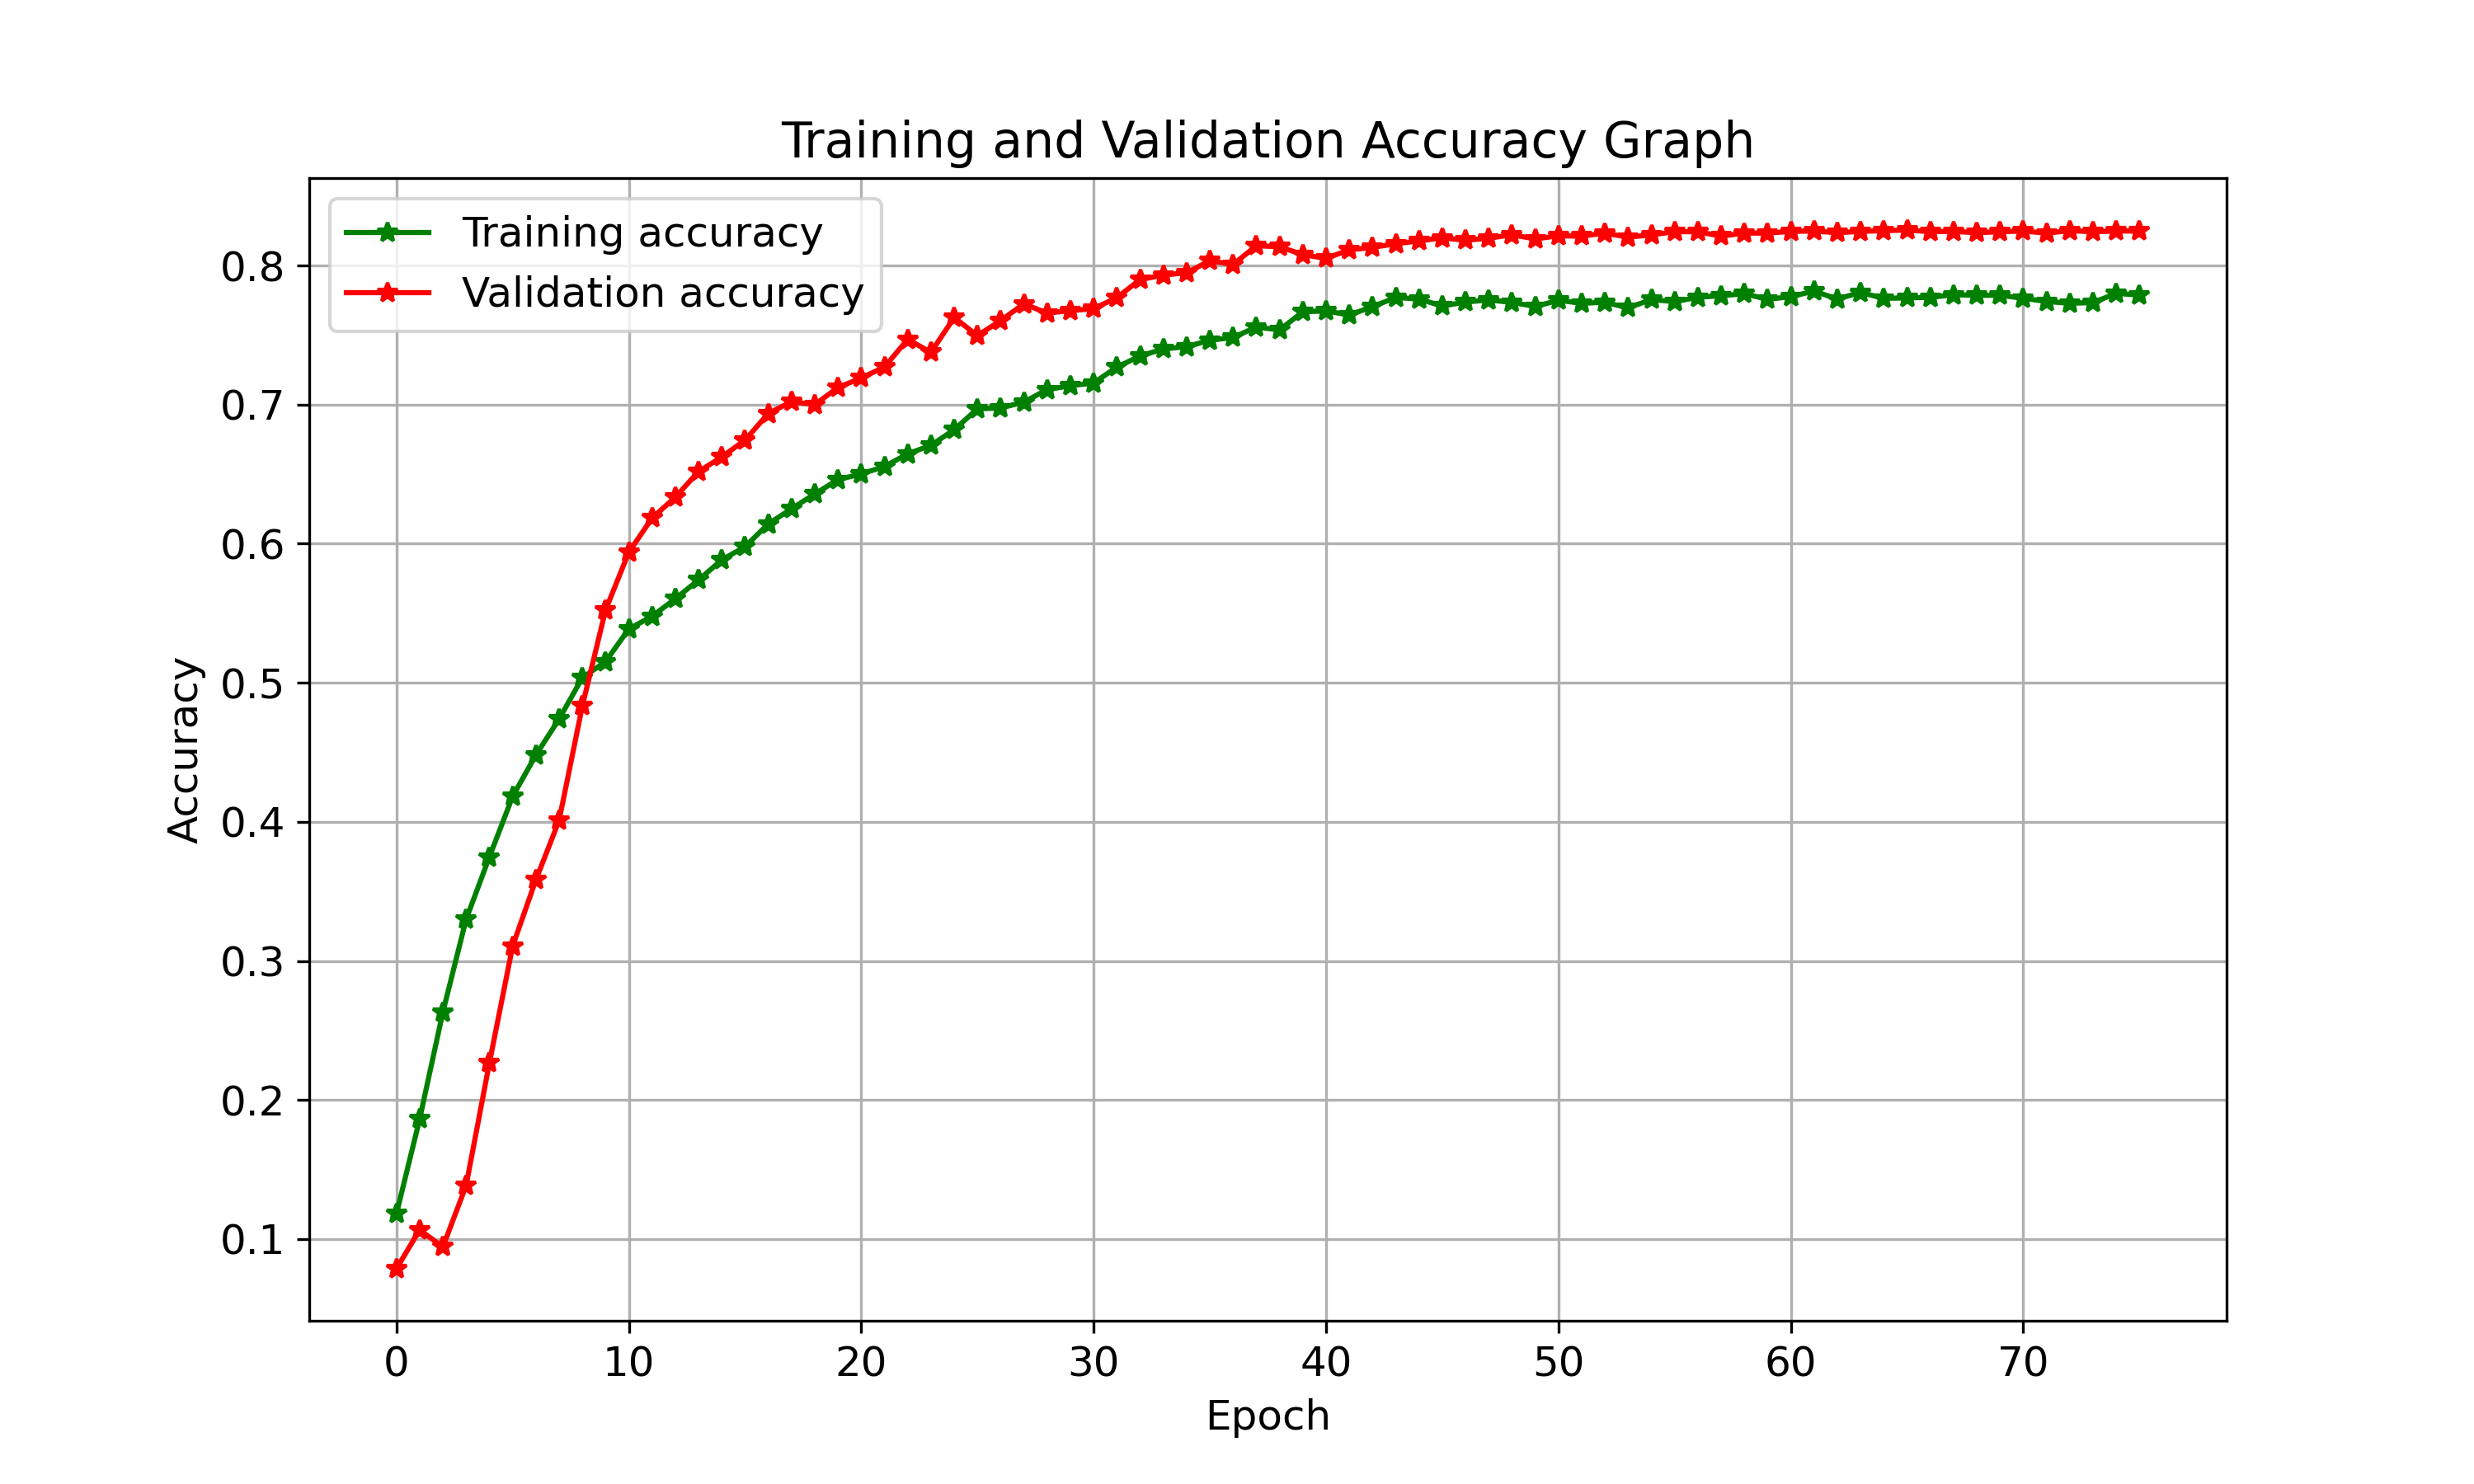 Training and Validation Accuracy Graph
Training accuracy
Validation accuracy
Accuracy
0.8
0.7
0.6
0.5
0.4
0.3
0.2
0.1
0 10 20 30 40 50 60 70
Epoch